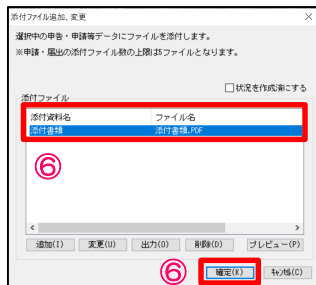 添付ファイル追加、変更
選択中の申告・申請等データにファイルを添付します。
※申請・届出の添付ファイル数の上限は5ファイルとなります。
状況を作成済にする
添付ファイル
添付資料名 ファイル名
添付書類 添付書類.PDF
⑥
追加(I) 変更(U) 出力(O) 削除(D) プレビュー(P)
⑥ 確定(K) キャンセル(C)